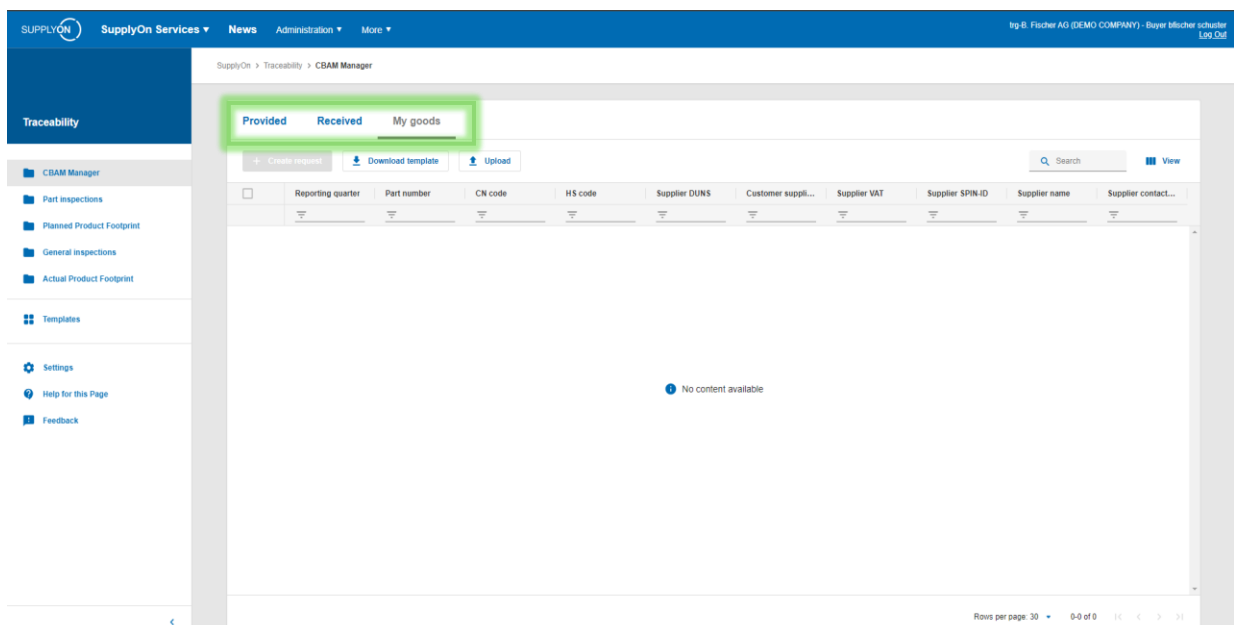 SUPPLYON SupplyOn Services ▾ News Administration ▾ More ▾
trg-B. Fischer AG (DEMO COMPANY) - Buyer bfischer schuster
Log Out
SupplyOn > Traceability > CBAM Manager
Traceability
CBAM Manager
Part inspections
Planned Product Footprint
General inspections
Actual Product Footprint
Templates
Settings
Help for this Page
Feedback
Provided Received My goods
+ Create request Download template Upload Search View
Reporting quarter Part number CN code HS code Supplier DUNS Customer suppli... Supplier VAT Supplier SPIN-ID Supplier name Supplier contact...
No content available
Rows per page: 30 0-0 of 0